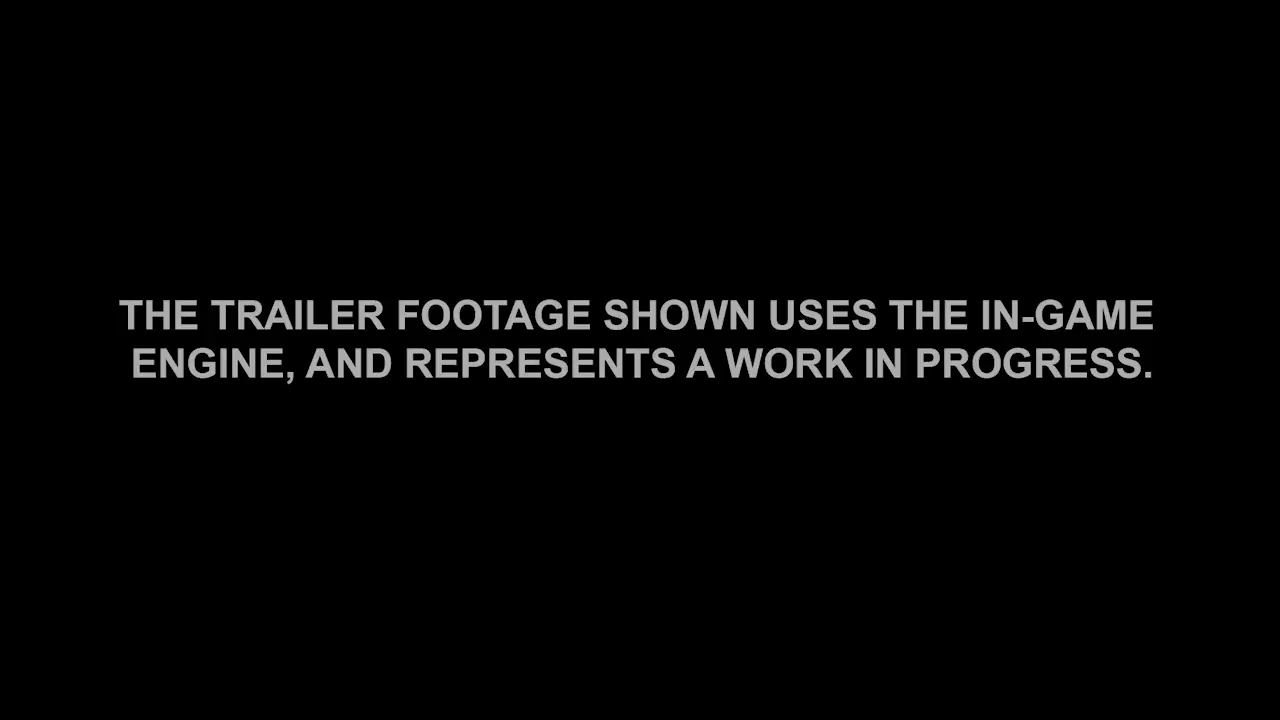 THE TRAILER FOOTAGE SHOWN USES THE IN-GAME
ENGINE, AND REPRESENTS A WORK IN PROGRESS.